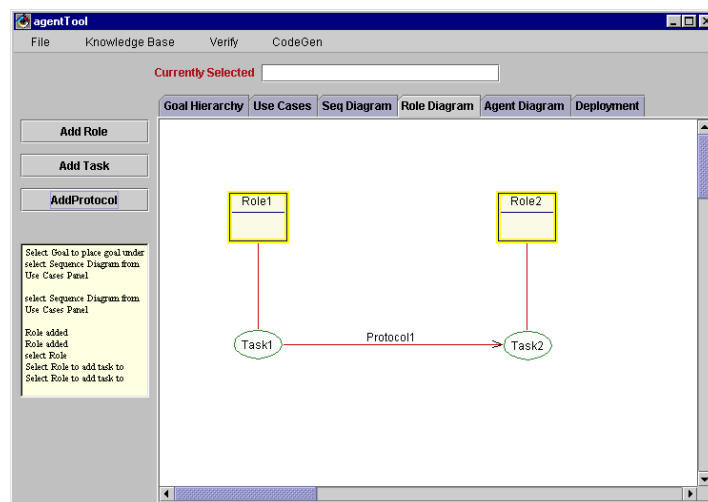 agentTool
File Knowledge Base Verify CodeGen
Currently Selected
Goal Hierarchy Use Cases Seq Diagram Role Diagram Agent Diagram Deployment
Add Role
Add Task
AddProtocol
Select Goal to place goal under
select Sequence Diagram from
Use Cases Panel
select Sequence Diagram from
Use Cases Panel
Role added
Role added
select Role
Select Role to add task to
Select Role to add task to
Role1 Role2
Protocol1
Task1 Task2